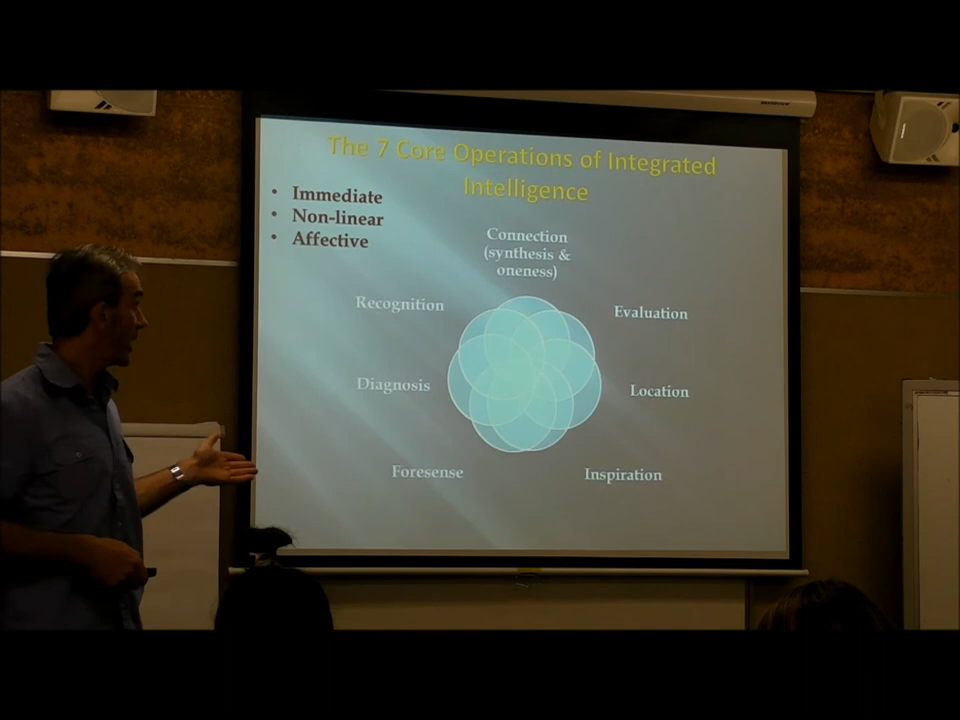 The 7 Core Operations of Integrated
Intelligence
• Immediate
• Non-linear
• Affective
Connection
(synthesis &
oneness)
Recognition
Evaluation
Diagnosis
Location
Foresense
Inspiration